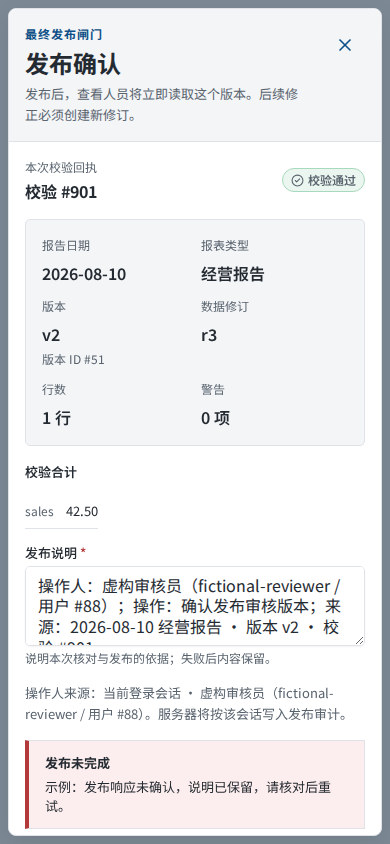 最终发布闸门
发布确认
发布后，查看人员将立即读取这个版本。后续修
正必须创建新修订。
本次校验回执
校验 #901
校验通过
报告日期
报表类型
2026-08-10
经营报告
版本
数据修订
v2
r3
版本 ID #51
行数
警告
1 行
0 项
校验合计
sales 42.50
发布说明 *
操作人：虚构审核员（fictional-reviewer /
用户 #88）；操作：确认发布审核版本；来
源：2026-08-10 经营报告 · 版本 v2 · 校
验 #901
说明本次核对与发布的依据；失败后内容保留。
操作人来源：当前登录会话 · 虚构审核员（fictional-
reviewer / 用户 #88）。服务器将按该会话写入发布审计。
发布未完成
示例：发布响应未确认，说明已保留，请核对后重
试。